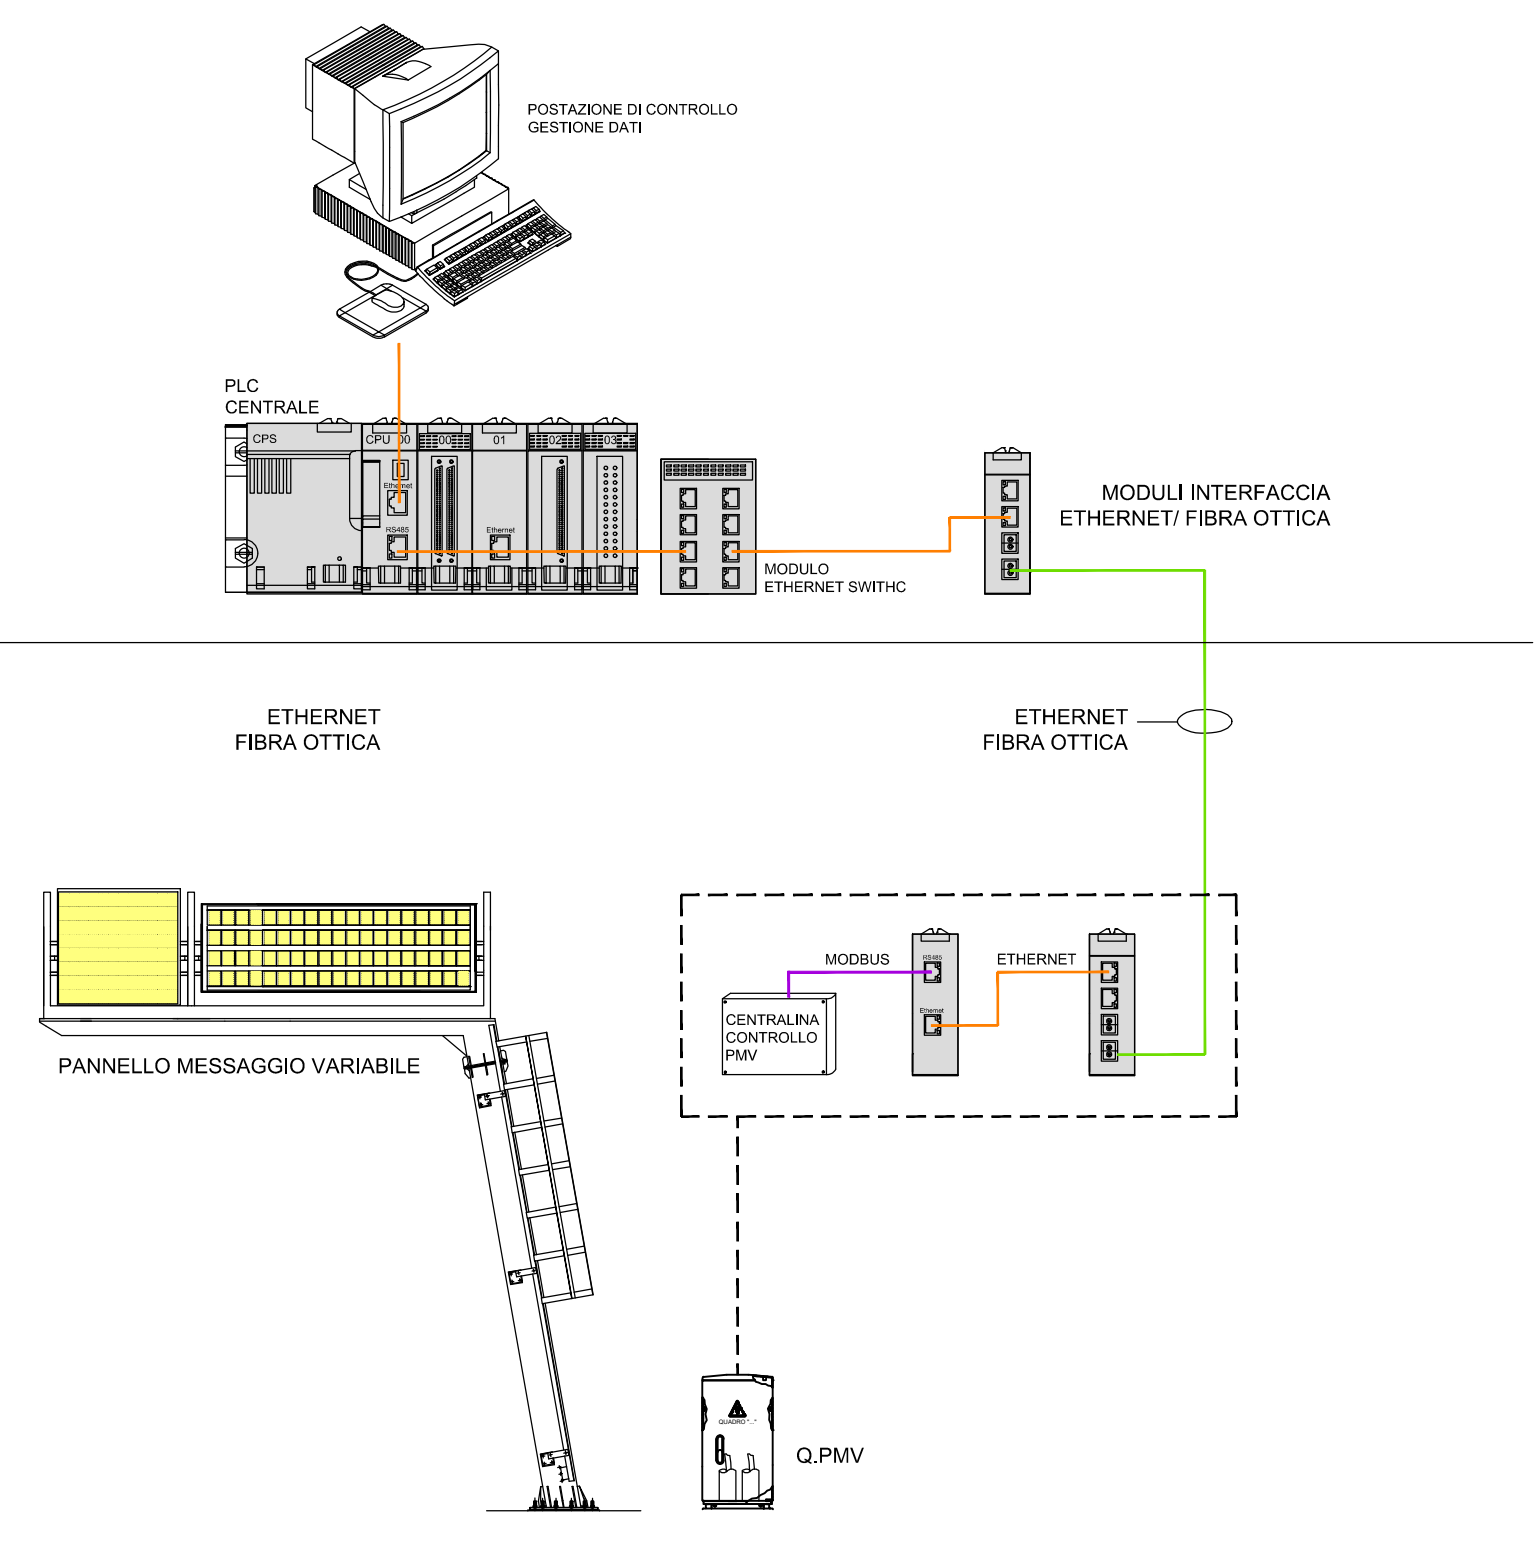 POSTAZIONE DI CONTROLLO
GESTIONE DATI
PLC
CENTRALE
CPS
CPU 00
00
01
02
03
Ethernet
RS485
Ethernet
MODULO
ETHERNET SWITHC
MODULI INTERFACCIA
ETHERNET/ FIBRA OTTICA
ETHERNET
FIBRA OTTICA
ETHERNET
FIBRA OTTICA
PANNELLO MESSAGGIO VARIABILE
MODBUS
RS485
ETHERNET
Ethernet
CENTRALINA
CONTROLLO
PMV
QUADRO "..."
Q.PMV